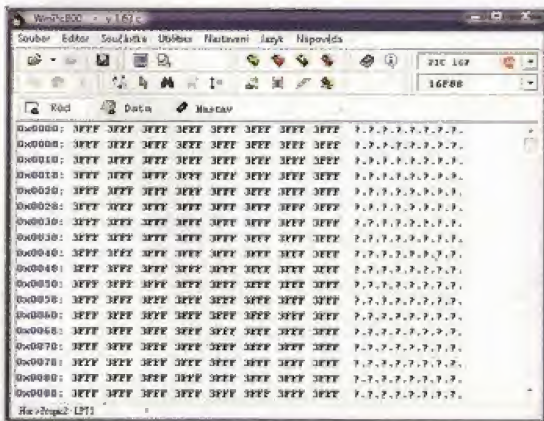 WinPic800 - v 1.62 c
Soubor Editor Součástka Utilities Nastavení Jazyk Nápověda
PIC 16F
16F88
Kód Data Nastav
0x0000: 3FFF 3FFF 3FFF 3FFF 3FFF 3FFF 3FFF 3FFF ?.?.?.?.?.?.?.?.
0x0008: 3FFF 3FFF 3FFF 3FFF 3FFF 3FFF 3FFF 3FFF ?.?.?.?.?.?.?.?.
0x0010: 3FFF 3FFF 3FFF 3FFF 3FFF 3FFF 3FFF 3FFF ?.?.?.?.?.?.?.?.
0x0018: 3FFF 3FFF 3FFF 3FFF 3FFF 3FFF 3FFF 3FFF ?.?.?.?.?.?.?.?.
0x0020: 3FFF 3FFF 3FFF 3FFF 3FFF 3FFF 3FFF 3FFF ?.?.?.?.?.?.?.?.
0x0028: 3FFF 3FFF 3FFF 3FFF 3FFF 3FFF 3FFF 3FFF ?.?.?.?.?.?.?.?.
0x0030: 3FFF 3FFF 3FFF 3FFF 3FFF 3FFF 3FFF 3FFF ?.?.?.?.?.?.?.?.
0x0038: 3FFF 3FFF 3FFF 3FFF 3FFF 3FFF 3FFF 3FFF ?.?.?.?.?.?.?.?.
0x0040: 3FFF 3FFF 3FFF 3FFF 3FFF 3FFF 3FFF 3FFF ?.?.?.?.?.?.?.?.
0x0048: 3FFF 3FFF 3FFF 3FFF 3FFF 3FFF 3FFF 3FFF ?.?.?.?.?.?.?.?.
0x0050: 3FFF 3FFF 3FFF 3FFF 3FFF 3FFF 3FFF 3FFF ?.?.?.?.?.?.?.?.
0x0058: 3FFF 3FFF 3FFF 3FFF 3FFF 3FFF 3FFF 3FFF ?.?.?.?.?.?.?.?.
0x0060: 3FFF 3FFF 3FFF 3FFF 3FFF 3FFF 3FFF 3FFF ?.?.?.?.?.?.?.?.
0x0068: 3FFF 3FFF 3FFF 3FFF 3FFF 3FFF 3FFF 3FFF ?.?.?.?.?.?.?.?.
0x0070: 3FFF 3FFF 3FFF 3FFF 3FFF 3FFF 3FFF 3FFF ?.?.?.?.?.?.?.?.
0x0078: 3FFF 3FFF 3FFF 3FFF 3FFF 3FFF 3FFF 3FFF ?.?.?.?.?.?.?.?.
0x0080: 3FFF 3FFF 3FFF 3FFF 3FFF 3FFF 3FFF 3FFF ?.?.?.?.?.?.?.?.
0x0088: 3FFF 3FFF 3FFF 3FFF 3FFF 3FFF 3FFF 3FFF ?.?.?.?.?.?.?.?.
LPT1